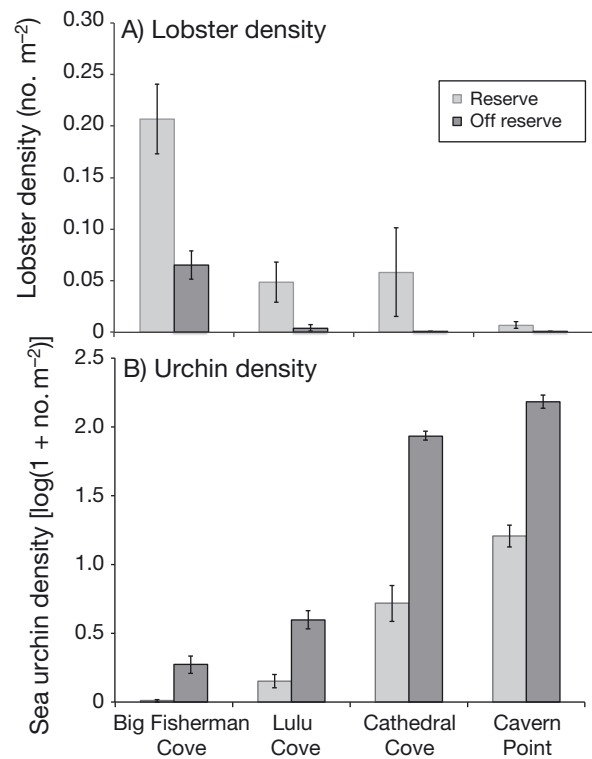 A) Lobster density
Lobster density (no. m⁻²)
0.30
0.25
0.20
0.15
0.10
0.05
0
Reserve
Off reserve
B) Urchin density
Sea urchin density [log(1 + no. m⁻²)]
2.5
2.0
1.5
1.0
0.5
0
Big Fisherman
Cove
Lulu
Cove
Cathedral
Cove
Cavern
Point